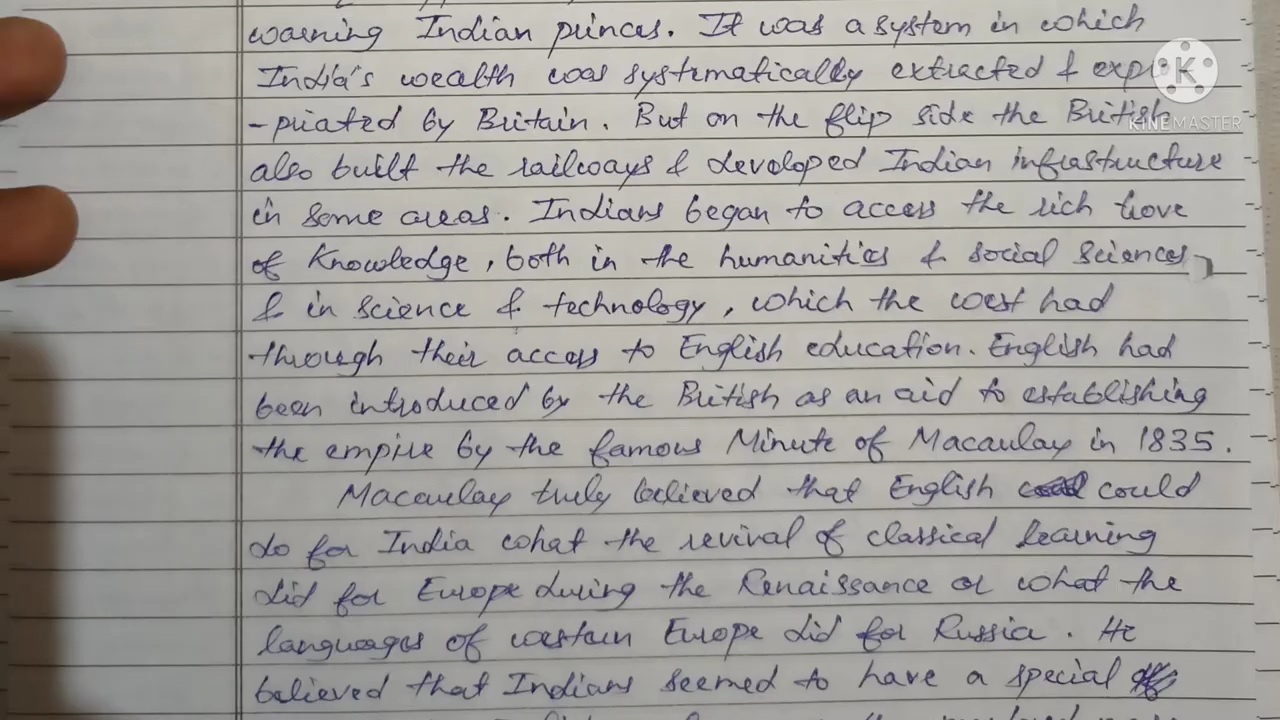 warning Indian princes. It was a system in which
India's wealth was systematically extracted & expro
-priated by Britain. But on the flip side the British
KINEMASTER
also built the railways & developed Indian infrastructure
in some areas. Indians began to access the rich trove
of knowledge, both in the humanities & social sciences
& in science & technology, which the west had
through their access to English education. English had
been introduced by the British as an aid to establishing
the empire by the famous Minute of Macaulay in 1835.
Macaulay truly believed that English could
do for India what the revival of classical learning
did for Europe during the Renaissance or what the
languages of western Europe did for Russia. He
believed that Indians seemed to have a special